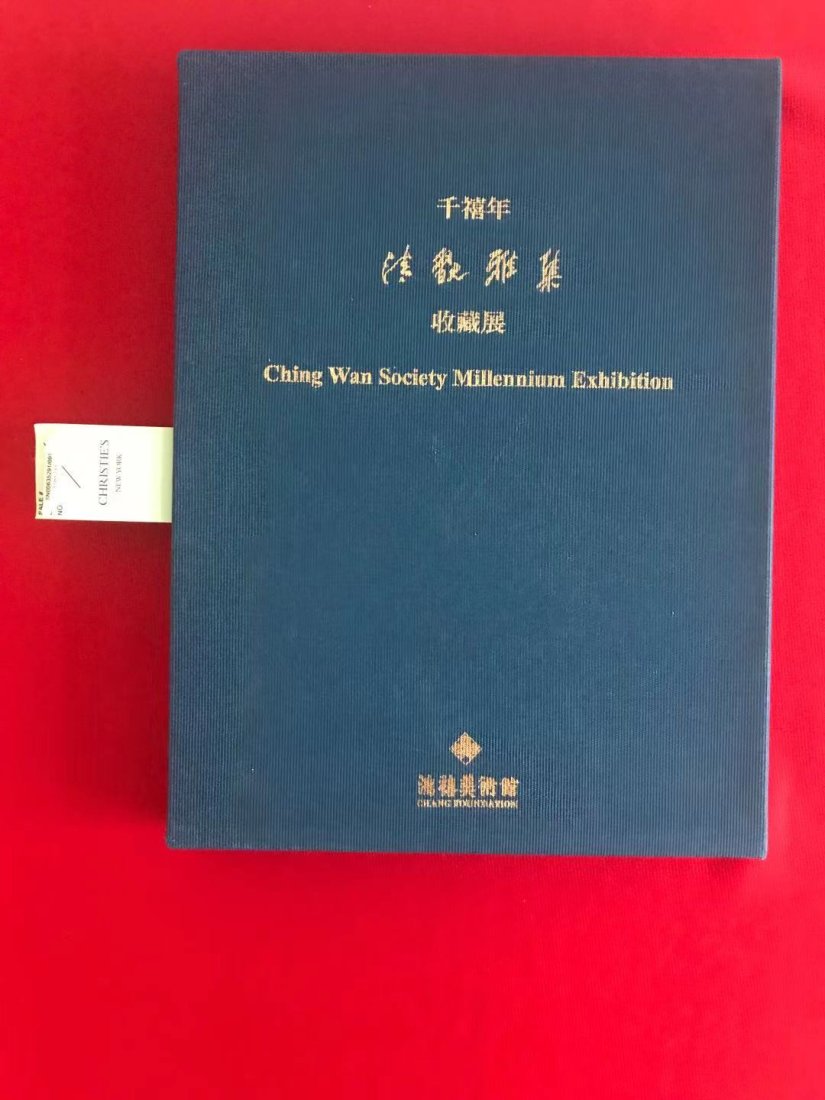 千禧年
清翫雅集
收藏展
Ching Wan Society Millennium Exhibition
鴻禧美術館
CHANG FOUNDATION
CHRISTIE'S
NEW YORK